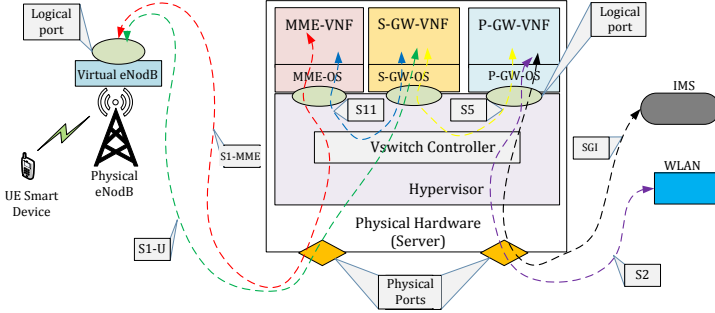 Logical
port
MME-VNF
S-GW-VNF
P-GW-VNF
Logical
port
Virtual eNodB
MME-OS
S-GW-OS
P-GW-OS
S11
S5
IMS
Vswitch Controller
S1-MME
SGI
UE Smart
Device
Physical
eNodB
Hypervisor
WLAN
Physical Hardware
(Server)
S1-U
S2
Physical
Ports